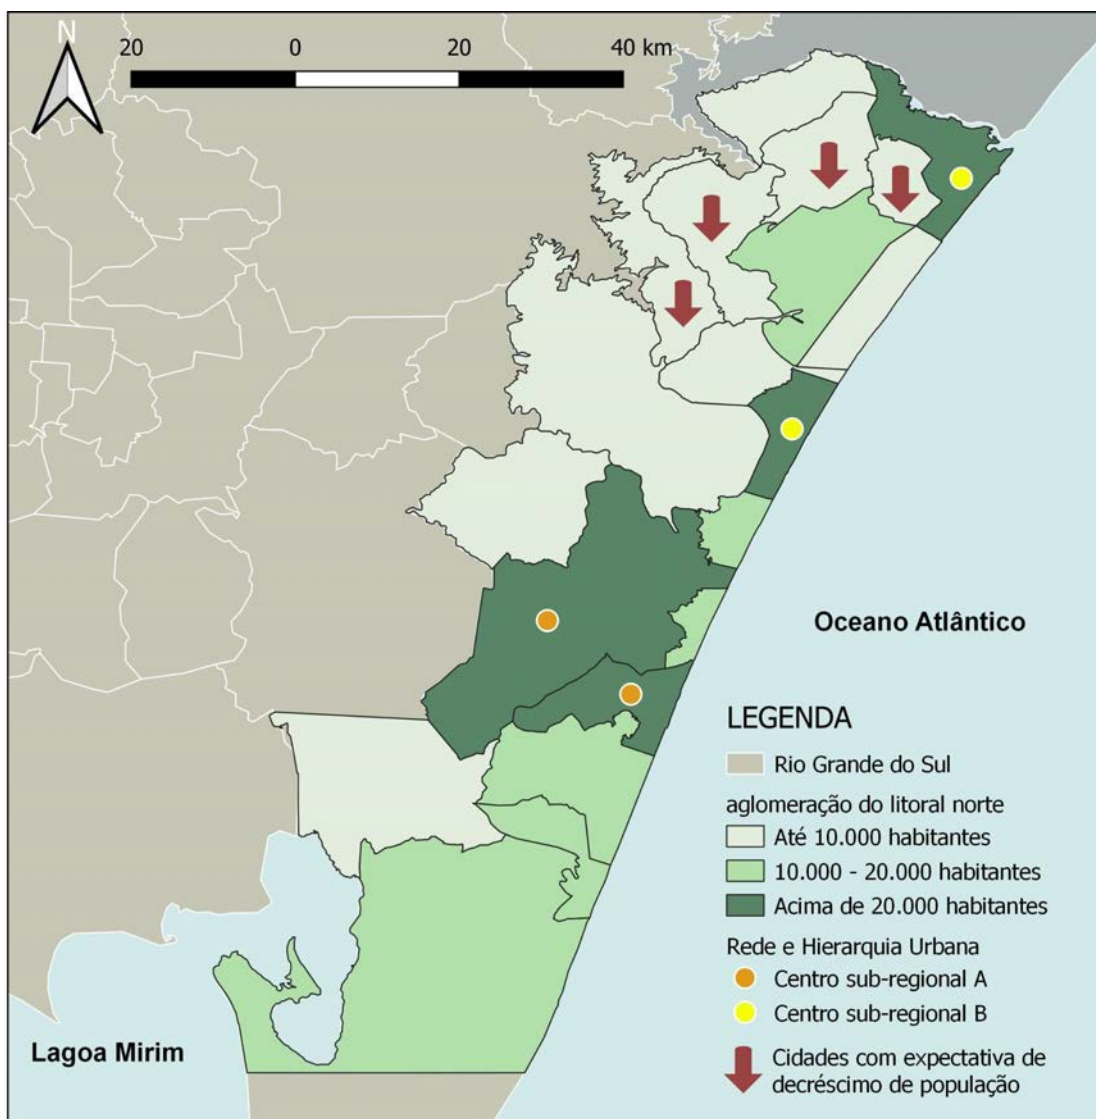 N
20 0 20 40 km
Oceano Atlântico
LEGENDA
Rio Grande do Sul
aglomeração do litoral norte
Até 10.000 habitantes
10.000 - 20.000 habitantes
Acima de 20.000 habitantes
Rede e Hierarquia Urbana
Centro sub-regional A
Centro sub-regional B
Cidades com expectativa de
decréscimo de população
Lagoa Mirim